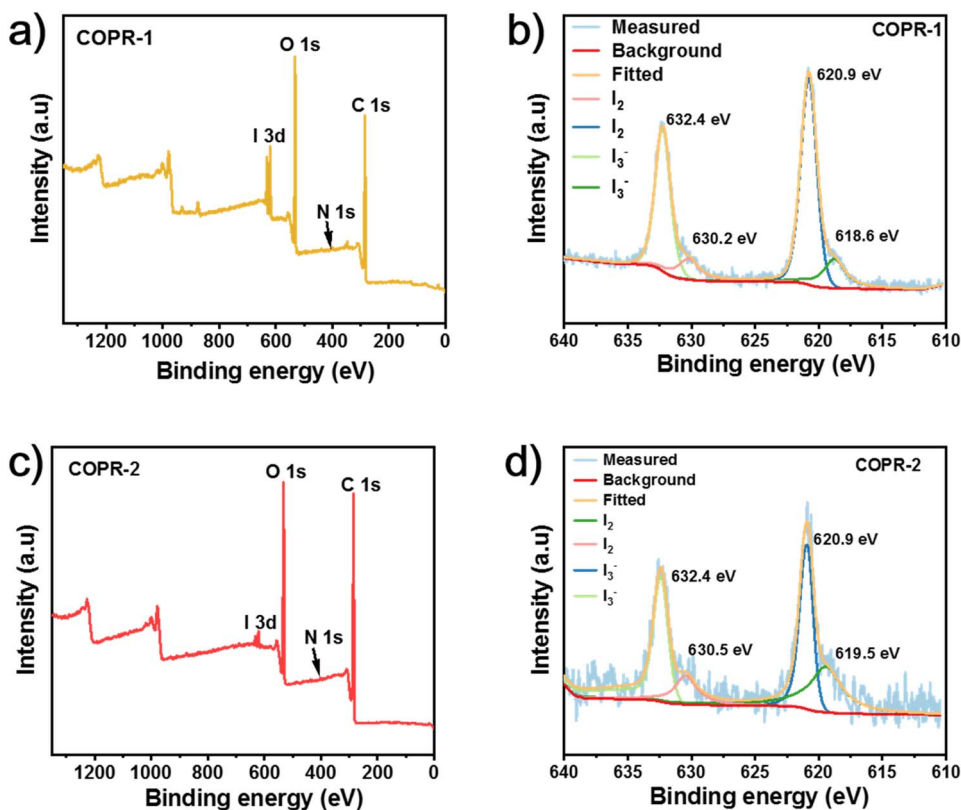 a)
COPR-1
O 1s
C 1s
I 3d
N 1s
Intensity (a.u)
1200 1000 800 600 400 200 0
Binding energy (eV)
b)
Measured
Background
Fitted
I₂
I₂
I₃⁻
I₃⁻
COPR-1
620.9 eV
632.4 eV
630.2 eV
618.6 eV
Intensity (a.u)
640 635 630 625 620 615 610
Binding energy (eV)
c)
COPR-2
O 1s
C 1s
I 3d
N 1s
Intensity (a.u)
1200 1000 800 600 400 200 0
Binding energy (eV)
d)
Measured
Background
Fitted
I₂
I₂
I₃⁻
I₃⁻
COPR-2
620.9 eV
632.4 eV
630.5 eV
619.5 eV
Intensity (a.u)
640 635 630 625 620 615 610
Binding energy (eV)